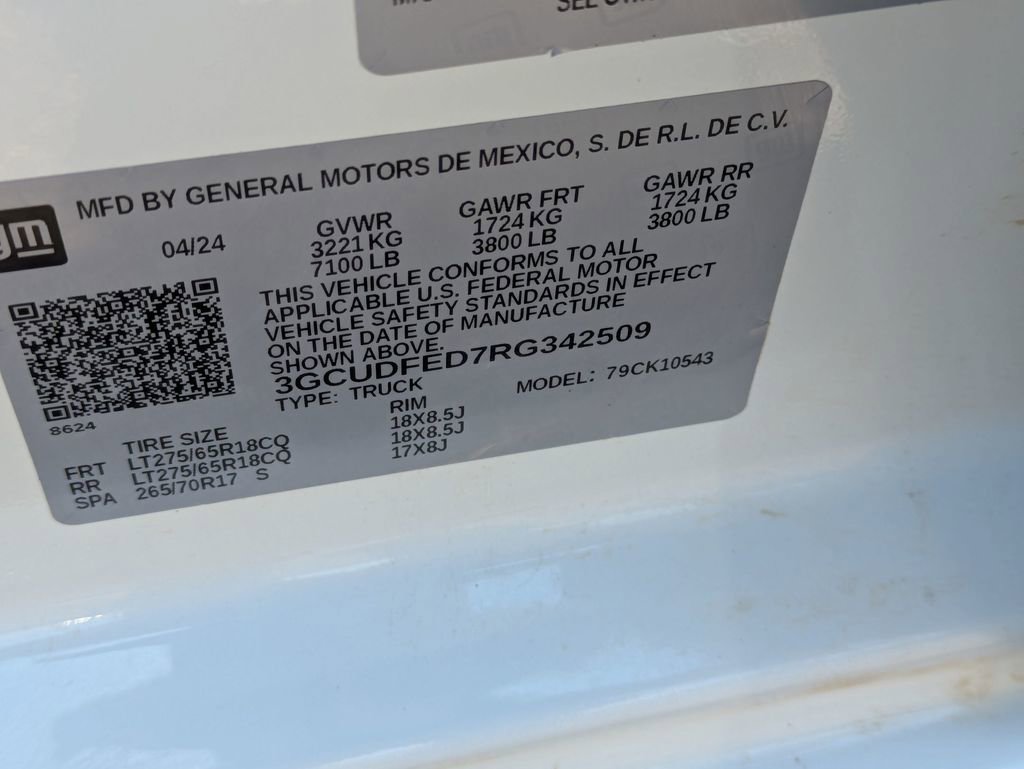 MFD BY GENERAL MOTORS DE MEXICO, S. DE R.L. DE C.V.
gm
04/24
GVWR
3221 KG
7100 LB
GAWR FRT
1724 KG
3800 LB
GAWR RR
1724 KG
3800 LB
THIS VEHICLE CONFORMS TO ALL
APPLICABLE U.S. FEDERAL MOTOR
VEHICLE SAFETY STANDARDS IN EFFECT
ON THE DATE OF MANUFACTURE
SHOWN ABOVE.
3GCUDFED7RG342509
TYPE: TRUCK
MODEL: 79CK10543
8624
TIRE SIZE RIM
FRT LT275/65R18CQ 18X8.5J
RR LT275/65R18CQ 18X8.5J
SPA 265/70R17 S 17X8J